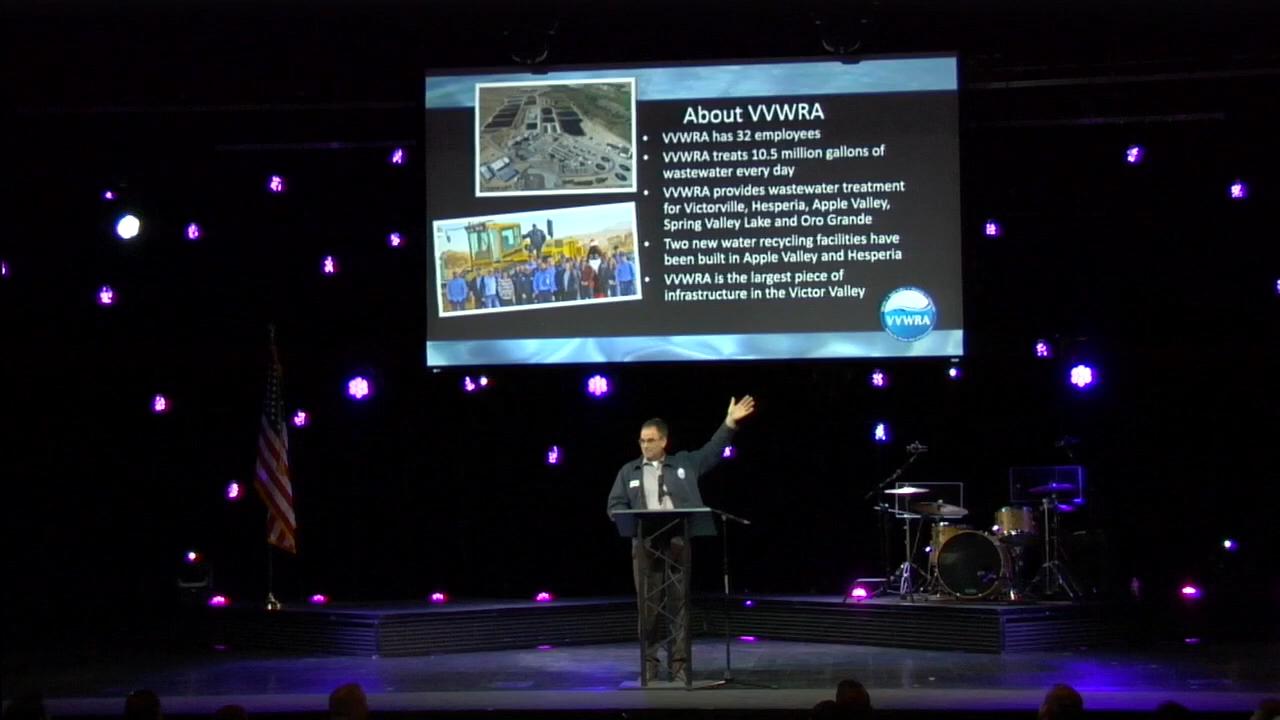 About VVWRA
• VVWRA has 32 employees
• VVWRA treats 10.5 million gallons of
wastewater every day
• VVWRA provides wastewater treatment
for Victorville, Hesperia, Apple Valley,
Spring Valley Lake and Oro Grande
• Two new water recycling facilities have
been built in Apple Valley and Hesperia
• VVWRA is the largest piece of
infrastructure in the Victor Valley
VVWRA